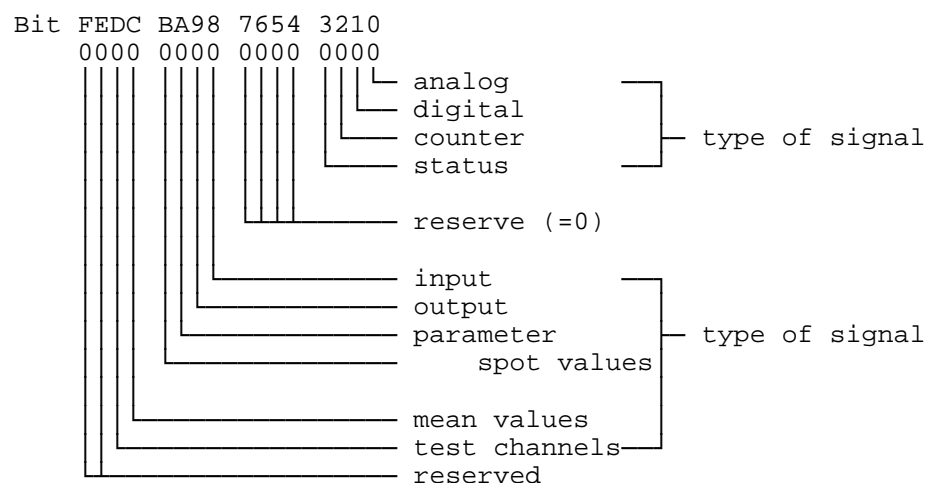 Bit FEDC BA98 7654 3210
0000 0000 0000 0000
analog
digital
counter type of signal
status
reserve (=0)
input
output
parameter type of signal
spot values
mean values
test channels
reserved